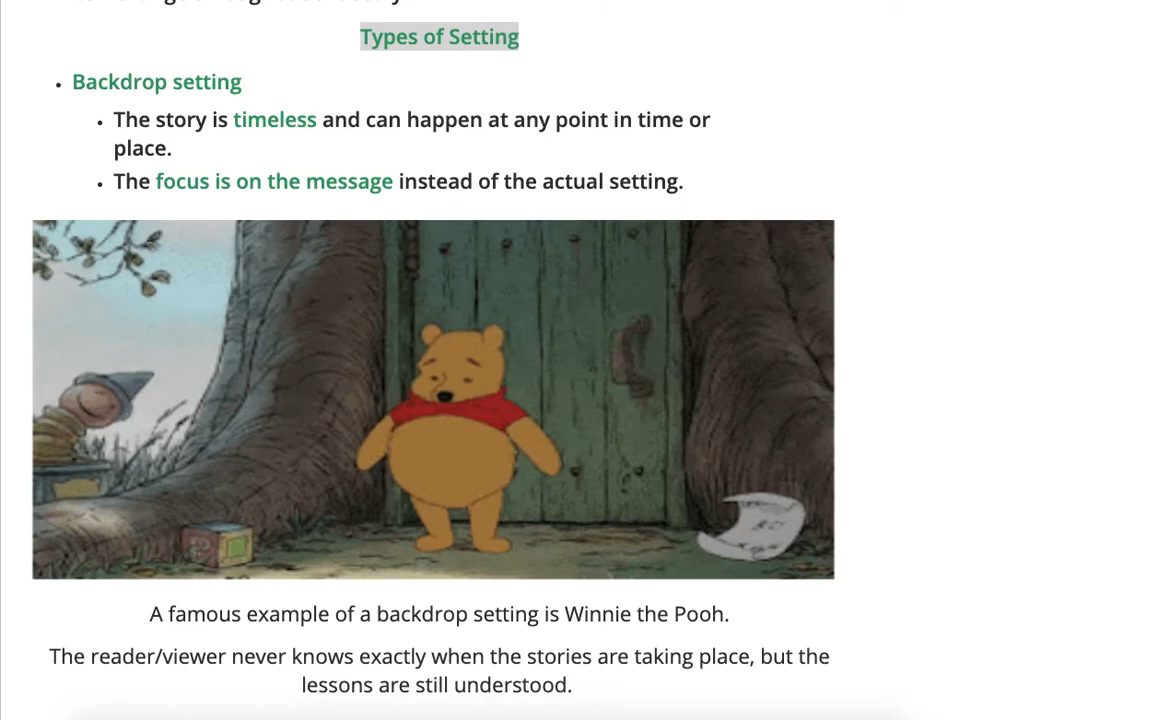 Types of Setting
Backdrop setting
The story is timeless and can happen at any point in time or
place.
The focus is on the message instead of the actual setting.
A famous example of a backdrop setting is Winnie the Pooh.
The reader/viewer never knows exactly when the stories are taking place, but the
lessons are still understood.